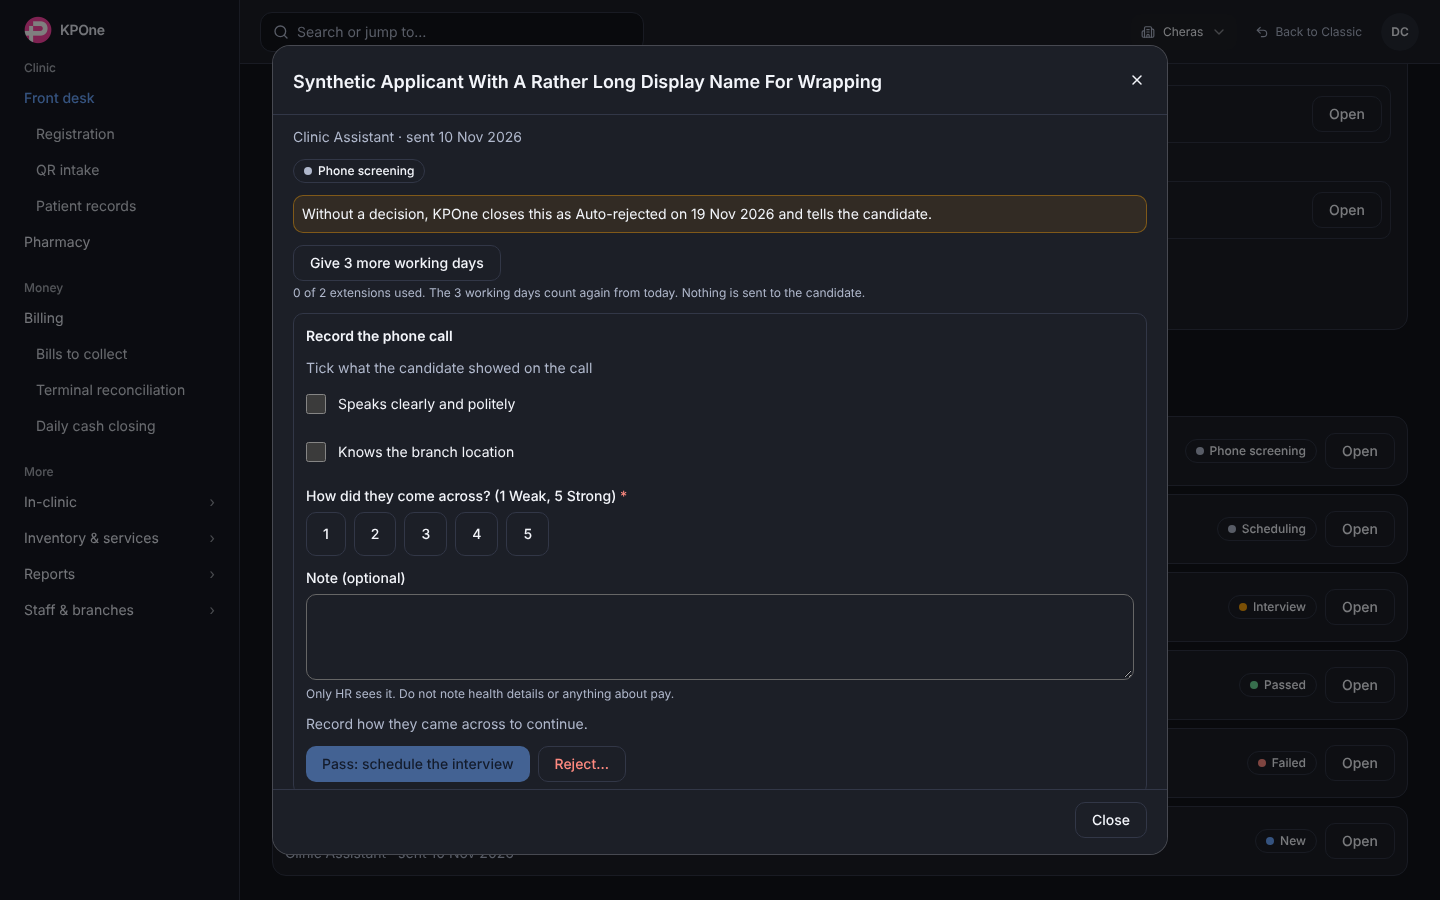 KPOne
Search or jump to...
Cheras
Back to Classic
DC
Clinic
Front desk
Registration
QR intake
Patient records
Pharmacy
Money
Billing
Bills to collect
Terminal reconciliation
Daily cash closing
More
In-clinic
Inventory & services
Reports
Staff & branches
Synthetic Applicant With A Rather Long Display Name For Wrapping
Clinic Assistant · sent 10 Nov 2026
Phone screening
Without a decision, KPOne closes this as Auto-rejected on 19 Nov 2026 and tells the candidate.
Give 3 more working days
0 of 2 extensions used. The 3 working days count again from today. Nothing is sent to the candidate.
Record the phone call
Tick what the candidate showed on the call
Speaks clearly and politely
Knows the branch location
How did they come across? (1 Weak, 5 Strong) *
1 2 3 4 5
Note (optional)
Only HR sees it. Do not note health details or anything about pay.
Record how they came across to continue.
Pass: schedule the interview
Reject...
Close
Open
Open
Phone screening Open
Scheduling Open
Interview Open
Passed Open
Failed Open
New Open
Clinic Assistant · sent 10 Nov 2026